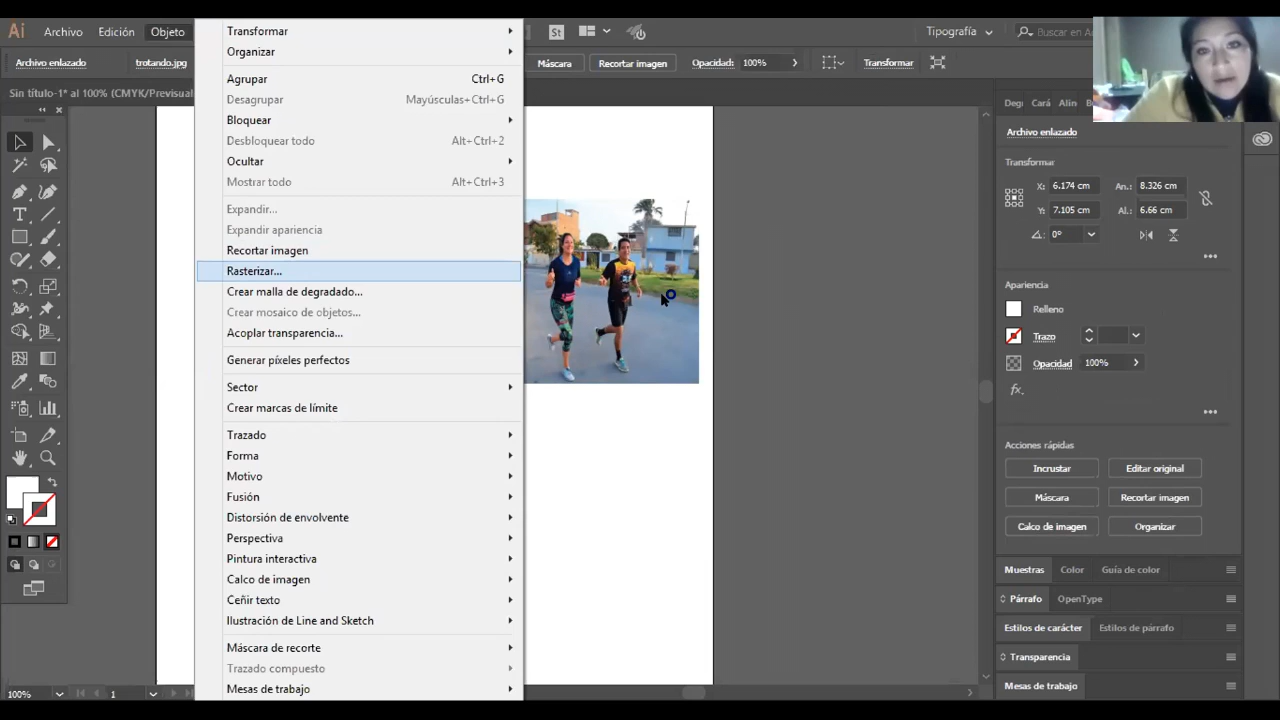 Ai Archivo Edición Objeto St Tipografía Buscar en A
Archivo enlazado trotando.jpg Máscara Recortar imagen Opacidad: 100% Transformar
Sin título-1* al 100% (CMYK/Previsual
Transformar
Organizar
Agrupar Ctrl+G
Desagrupar Mayúsculas+Ctrl+G
Bloquear
Desbloquear todo Alt+Ctrl+2
Ocultar
Mostrar todo Alt+Ctrl+3
Expandir...
Expandir apariencia
Recortar imagen
Rasterizar...
Crear malla de degradado...
Crear mosaico de objetos...
Acoplar transparencia...
Generar píxeles perfectos
Sector
Crear marcas de límite
Trazado
Forma
Motivo
Fusión
Distorsión de envolvente
Perspectiva
Pintura interactiva
Calco de imagen
Ceñir texto
Ilustración de Line and Sketch
Máscara de recorte
Trazado compuesto
Mesas de trabajo
100% 1
Degr Cará Alin
Archivo enlazado
Transformar
X: 6.174 cm An.: 8.326 cm
Y: 7.105 cm Al.: 6.66 cm
0º
Apariencia
Relleno
Trazo
Opacidad 100%
fx.
Acciones rápidas
Incrustar Editar original
Máscara Recortar imagen
Calco de imagen Organizar
Muestras Color Guía de color
Párrafo OpenType
Estilos de carácter Estilos de párrafo
Transparencia
Mesas de trabajo